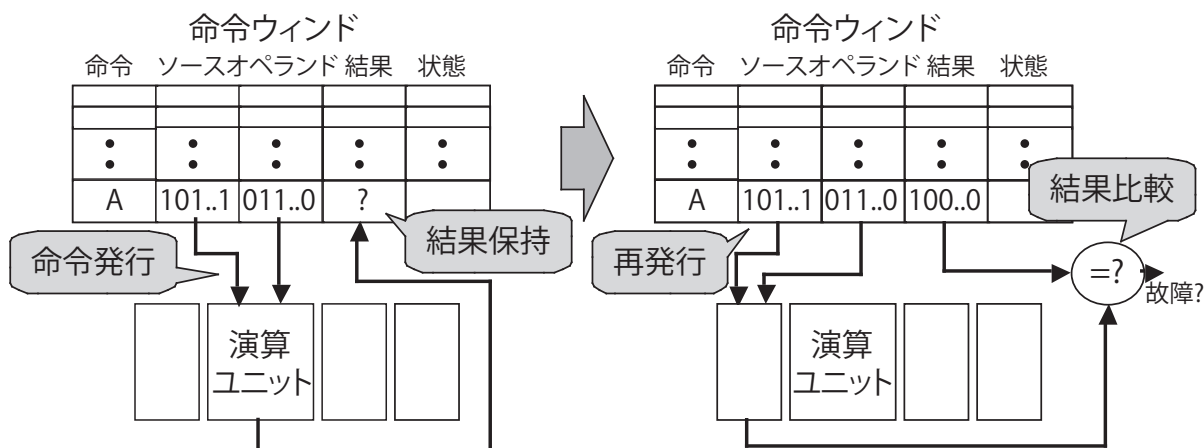 命令ウィンド
命令 ソースオペランド 結果 状態
A 101..1 011..0 ?
結果保持
命令発行
演算
ユニット
命令ウィンド
命令 ソースオペランド 結果 状態
A 101..1 011..0 100..0
結果比較
再発行
=?
故障?
演算
ユニット